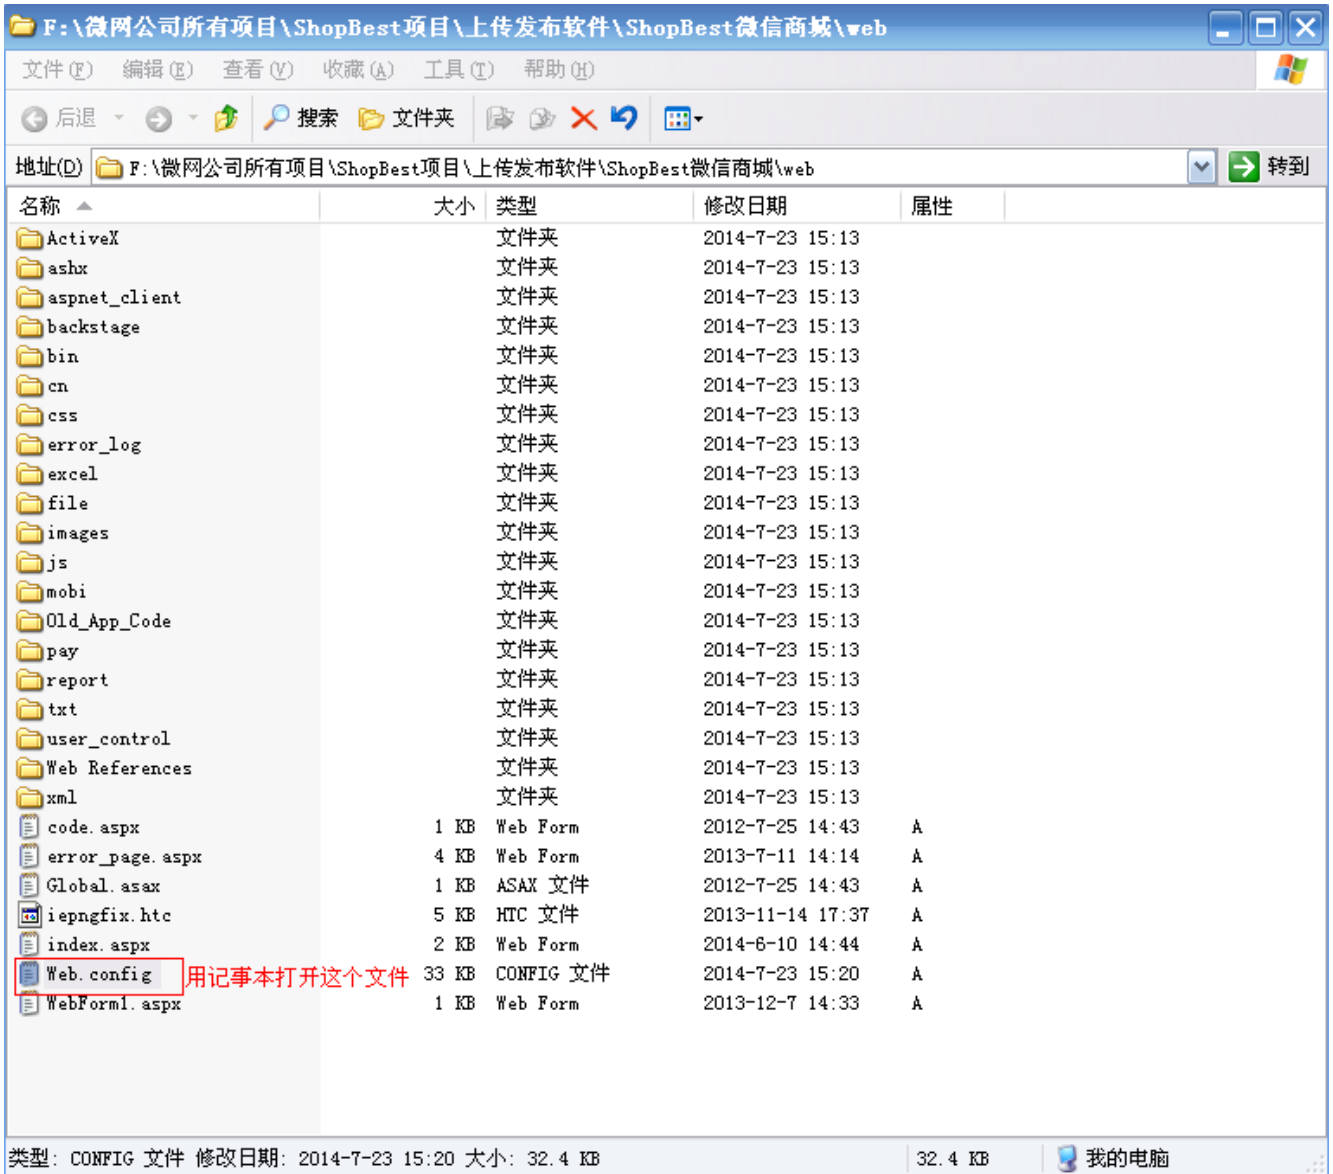 F:\微网公司所有项目\ShopBest项目\上传发布软件\ShopBest微信商城\web
文件(F) 编辑(E) 查看(V) 收藏(A) 工具(T) 帮助(H)
后退 搜索 文件夹
地址(D) F:\微网公司所有项目\ShopBest项目\上传发布软件\ShopBest微信商城\web 转到
名称 大小 类型 修改日期 属性
ActiveX 文件夹 2014-7-23 15:13
ashx 文件夹 2014-7-23 15:13
aspnet_client 文件夹 2014-7-23 15:13
backstage 文件夹 2014-7-23 15:13
bin 文件夹 2014-7-23 15:13
cn 文件夹 2014-7-23 15:13
css 文件夹 2014-7-23 15:13
error_log 文件夹 2014-7-23 15:13
excel 文件夹 2014-7-23 15:13
file 文件夹 2014-7-23 15:13
images 文件夹 2014-7-23 15:13
js 文件夹 2014-7-23 15:13
mobi 文件夹 2014-7-23 15:13
Old_App_Code 文件夹 2014-7-23 15:13
pay 文件夹 2014-7-23 15:13
report 文件夹 2014-7-23 15:13
txt 文件夹 2014-7-23 15:13
user_control 文件夹 2014-7-23 15:13
Web References 文件夹 2014-7-23 15:13
xml 文件夹 2014-7-23 15:13
code.aspx 1 KB Web Form 2012-7-25 14:43 A
error_page.aspx 4 KB Web Form 2013-7-11 14:14 A
Global.asax 1 KB ASAX 文件 2012-7-25 14:43 A
iepngfix.htc 5 KB HTC 文件 2013-11-14 17:37 A
index.aspx 2 KB Web Form 2014-6-10 14:44 A
Web.config 用记事本打开这个文件 33 KB CONFIG 文件 2014-7-23 15:20 A
WebForm1.aspx 1 KB Web Form 2013-12-7 14:33 A
类型: CONFIG 文件 修改日期: 2014-7-23 15:20 大小: 32.4 KB 32.4 KB 我的电脑